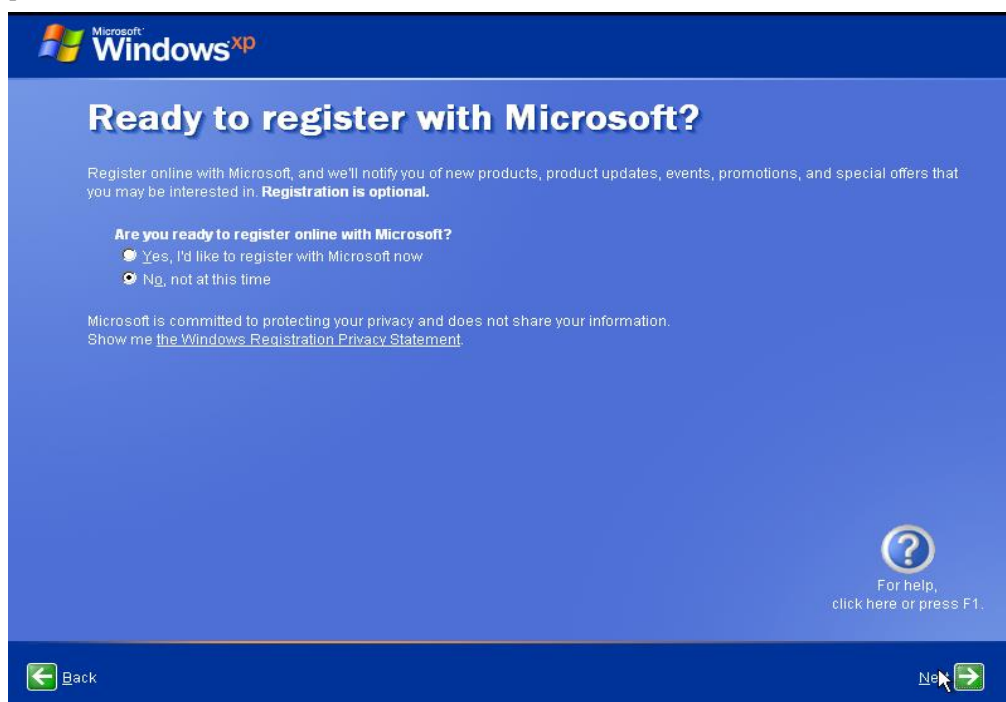 Microsoft
Windows xp
Ready to register with Microsoft?
Register online with Microsoft, and we'll notify you of new products, product updates, events, promotions, and special offers that
you may be interested in. Registration is optional.
Are you ready to register online with Microsoft?
Yes, I'd like to register with Microsoft now
No, not at this time
Microsoft is committed to protecting your privacy and does not share your information.
Show me the Windows Registration Privacy Statement.
For help,
click here or press F1.
Back